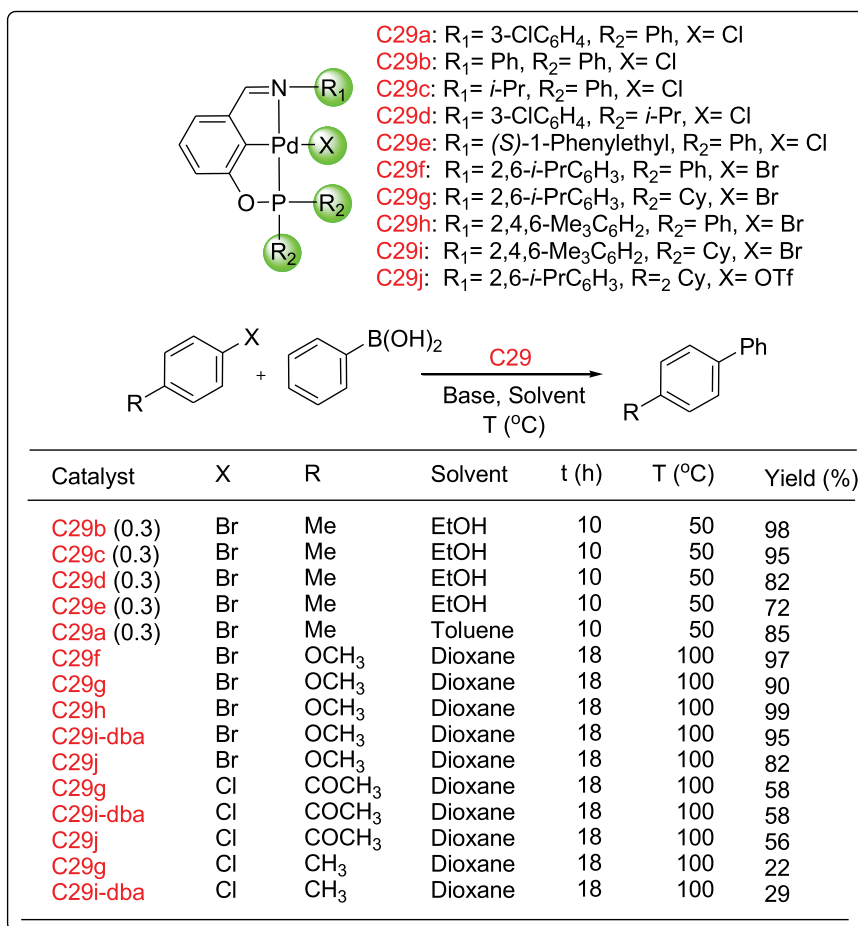 C29a: R₁= 3-ClC₆H₄, R₂= Ph, X= Cl
C29b: R₁= Ph, R₂= Ph, X= Cl
C29c: R₁= i-Pr, R₂= Ph, X= Cl
C29d: R₁= 3-ClC₆H₄, R₂= i-Pr, X= Cl
C29e: R₁= (S)-1-Phenylethyl, R₂= Ph, X= Cl
C29f: R₁= 2,6-i-PrC₆H₃, R₂= Ph, X= Br
C29g: R₁= 2,6-i-PrC₆H₃, R₂= Cy, X= Br
C29h: R₁= 2,4,6-Me₃C₆H₂, R₂= Ph, X= Br
C29i: R₁= 2,4,6-Me₃C₆H₂, R₂= Cy, X= Br
C29j: R₁= 2,6-i-PrC₆H₃, R=₂ Cy, X= OTf
N R₁
Pd X
O P R₂
R₂
X
R
+
B(OH)₂
C29
Base, Solvent
T (°C)
Ph
R
Catalyst X R Solvent t (h) T (°C) Yield (%)
C29b (0.3) Br Me EtOH 10 50 98
C29c (0.3) Br Me EtOH 10 50 95
C29d (0.3) Br Me EtOH 10 50 82
C29e (0.3) Br Me EtOH 10 50 72
C29a (0.3) Br Me Toluene 10 50 85
C29f Br OCH₃ Dioxane 18 100 97
C29g Br OCH₃ Dioxane 18 100 90
C29h Br OCH₃ Dioxane 18 100 99
C29i-dba Br OCH₃ Dioxane 18 100 95
C29j Br OCH₃ Dioxane 18 100 82
C29g Cl COCH₃ Dioxane 18 100 58
C29i-dba Cl COCH₃ Dioxane 18 100 58
C29j Cl COCH₃ Dioxane 18 100 56
C29g Cl CH₃ Dioxane 18 100 22
C29i-dba Cl CH₃ Dioxane 18 100 29